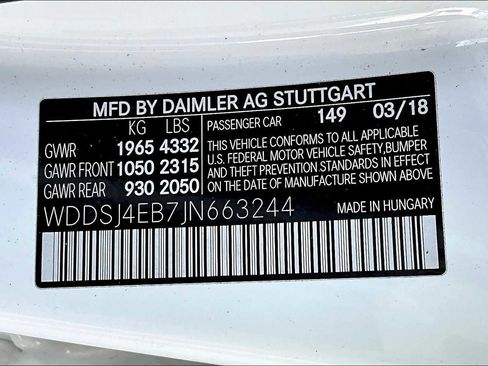 MFD BY DAIMLER AG STUTTGART
KG LBS
GVWR 1965 4332
GAWR FRONT 1050 2315
GAWR REAR 930 2050
PASSENGER CAR 149 03/18
THIS VEHICLE CONFORMS TO ALL APPLICABLE
U.S. FEDERAL MOTOR VEHICLE SAFETY,BUMPER
AND THEFT PREVENTION STANDARDS IN EFFECT
ON THE DATE OF MANUFACTURE SHOWN ABOVE
WDDSJ4EB7JN663244 MADE IN HUNGARY